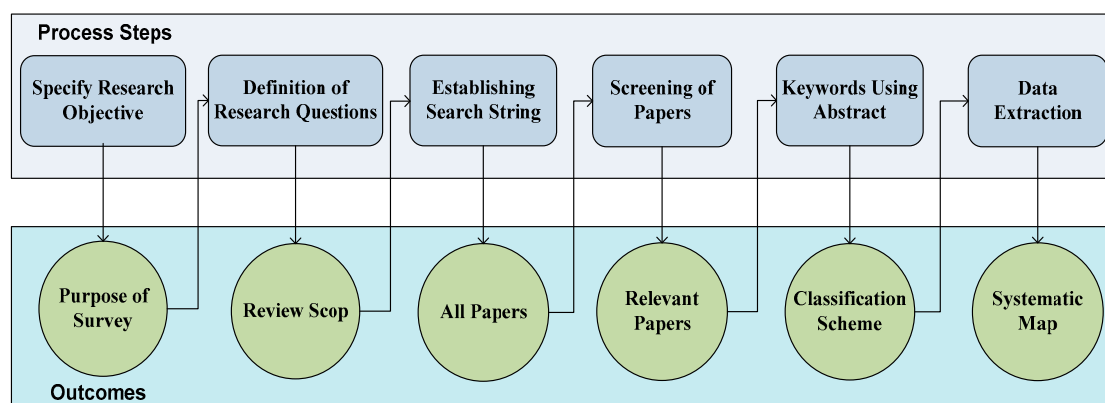 Process Steps
Specify Research
Objective
Definition of
Research Questions
Establishing
Search String
Screening of
Papers
Keywords Using
Abstract
Data
Extraction
Purpose of
Survey
Review Scop
All Papers
Relevant
Papers
Classification
Scheme
Systematic
Map
Outcomes